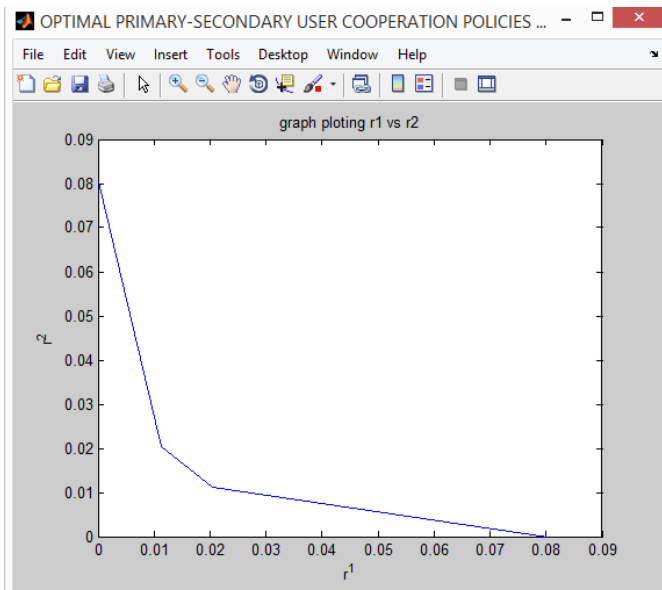 OPTIMAL PRIMARY-SECONDARY USER COOPERATION POLICIES ...
File Edit View Insert Tools Desktop Window Help
graph ploting r1 vs r2
0.09
0.08
0.07
0.06
0.05
0.04
0.03
0.02
0.01
0
r²
0 0.01 0.02 0.03 0.04 0.05 0.06 0.07 0.08 0.09
r¹